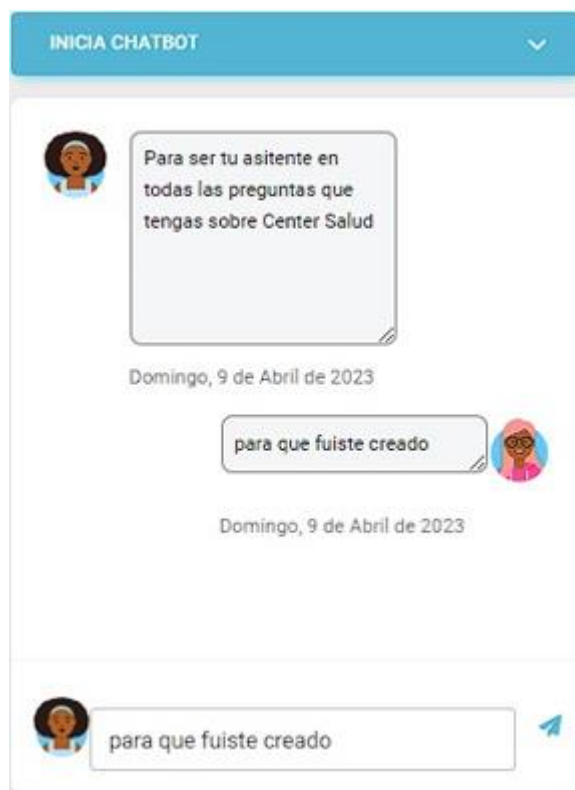 INICIA CHATBOT
Para ser tu asitente en
todas las preguntas que
tengas sobre Center Salud
Domingo, 9 de Abril de 2023
para que fuiste creado
Domingo, 9 de Abril de 2023
para que fuiste creado